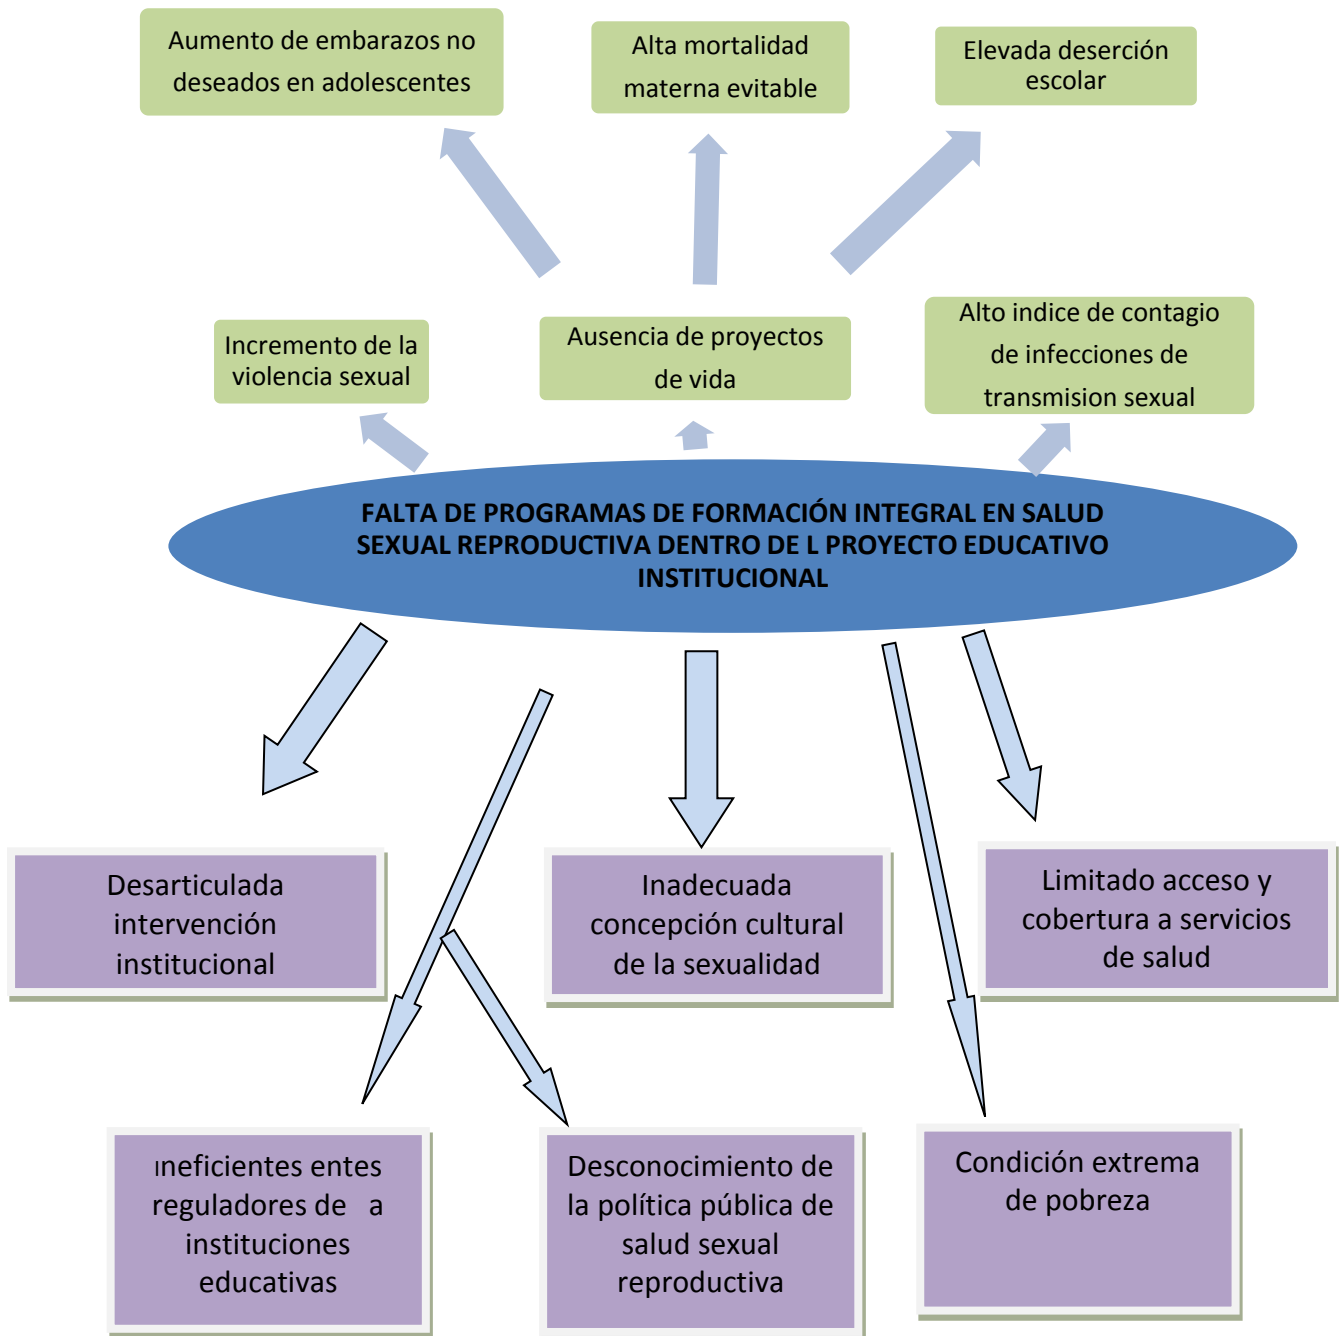 Aumento de embarazos no
deseados en adolescentes
Alta mortalidad
materna evitable
Elevada deserción
escolar
Incremento de la
violencia sexual
Ausencia de proyectos
de vida
Alto indice de contagio
de infecciones de
transmision sexual
FALTA DE PROGRAMAS DE FORMACIÓN INTEGRAL EN SALUD
SEXUAL REPRODUCTIVA DENTRO DE L PROYECTO EDUCATIVO
INSTITUCIONAL
Desarticulada
intervención
institucional
Inadecuada
concepción cultural
de la sexualidad
Limitado acceso y
cobertura a servicios
de salud
Ineficientes entes
reguladores de a
instituciones
educativas
Desconocimiento de
la política pública de
salud sexual
reproductiva
Condición extrema
de pobreza